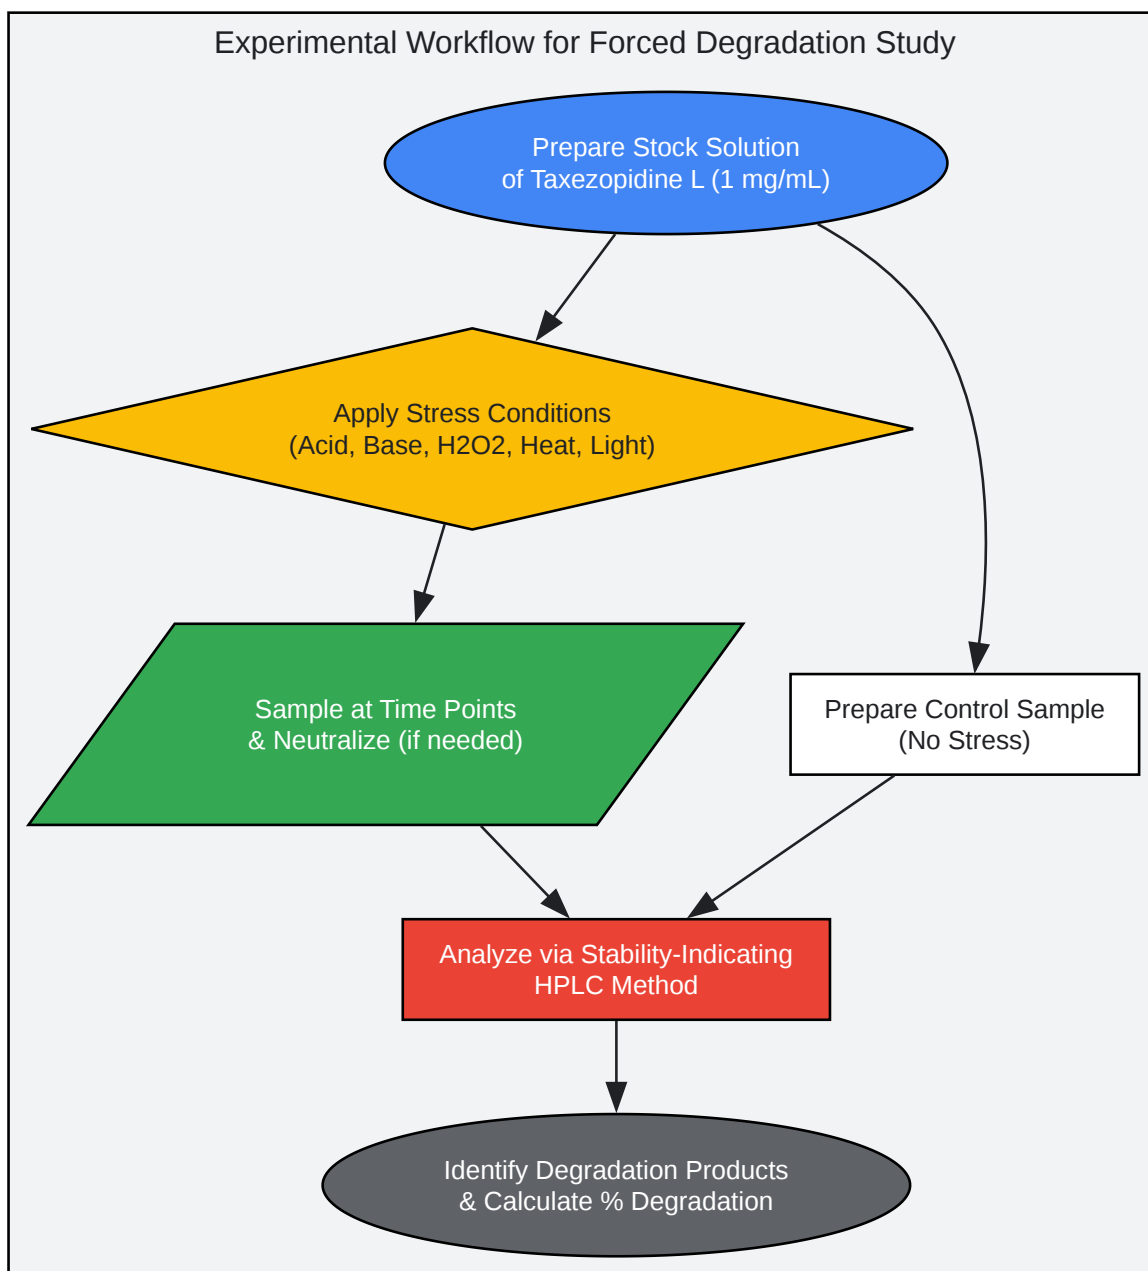 Experimental Workflow for Forced Degradation Study
Prepare Stock Solution
of Taxezopidine L (1 mg/mL)
Apply Stress Conditions
(Acid, Base, H2O2, Heat, Light)
Sample at Time Points
& Neutralize (if needed)
Prepare Control Sample
(No Stress)
Analyze via Stability-Indicating
HPLC Method
Identify Degradation Products
& Calculate % Degradation